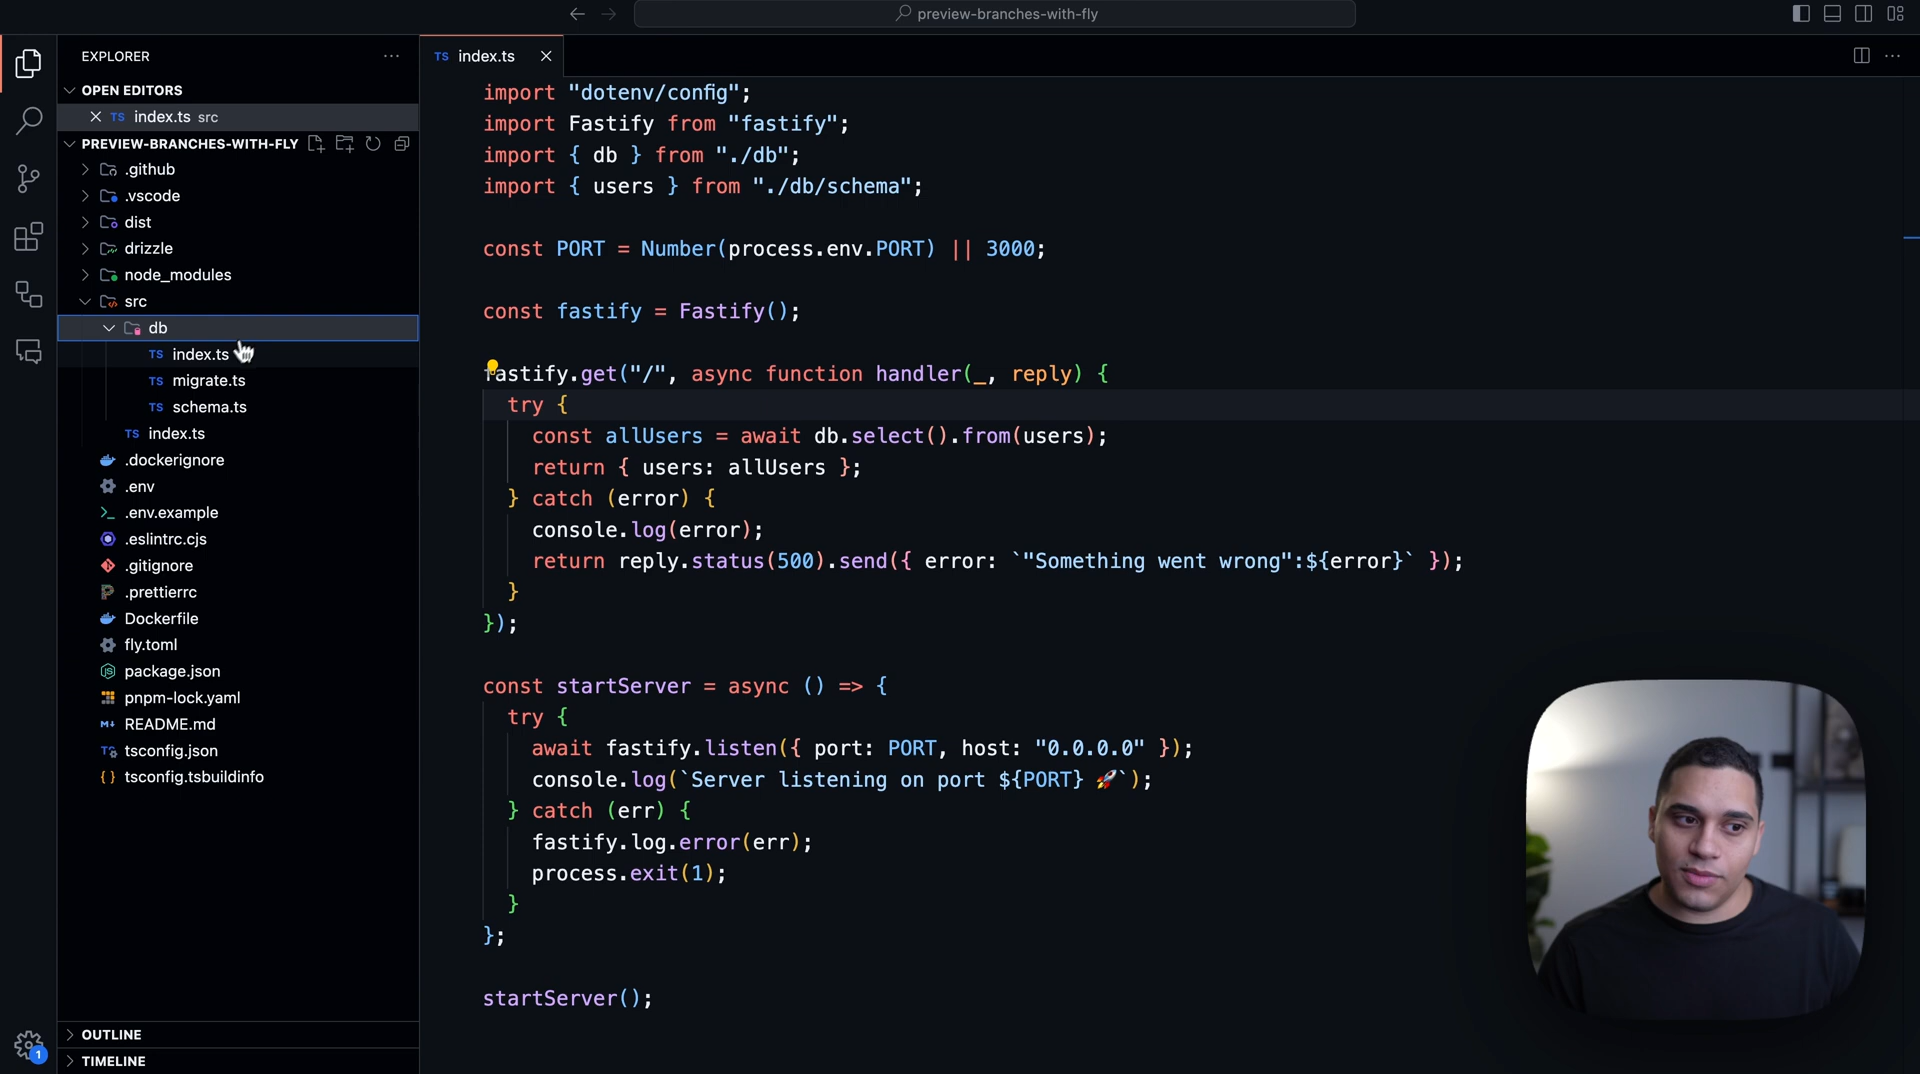 preview-branches-with-fly
EXPLORER
TS index.ts
OPEN EDITORS
TS index.ts src
PREVIEW-BRANCHES-WITH-FLY
.github
.vscode
dist
drizzle
node_modules
src
db
TS index.ts
TS migrate.ts
TS schema.ts
TS index.ts
.dockerignore
.env
.env.example
.eslintrc.cjs
.gitignore
.prettierrc
Dockerfile
fly.toml
package.json
pnpm-lock.yaml
README.md
tsconfig.json
tsconfig.tsbuildinfo
OUTLINE
TIMELINE
1
import "dotenv/config";
import Fastify from "fastify";
import { db } from "./db";
import { users } from "./db/schema";
const PORT = Number(process.env.PORT) || 3000;
const fastify = Fastify();
fastify.get("/", async function handler(_, reply) {
try {
const allUsers = await db.select().from(users);
return { users: allUsers };
} catch (error) {
console.log(error);
return reply.status(500).send({ error: `"Something went wrong":${error}` });
}
});
const startServer = async () => {
try {
await fastify.listen({ port: PORT, host: "0.0.0.0" });
console.log(`Server listening on port ${PORT} 🚀`);
} catch (err) {
fastify.log.error(err);
process.exit(1);
}
};
startServer();